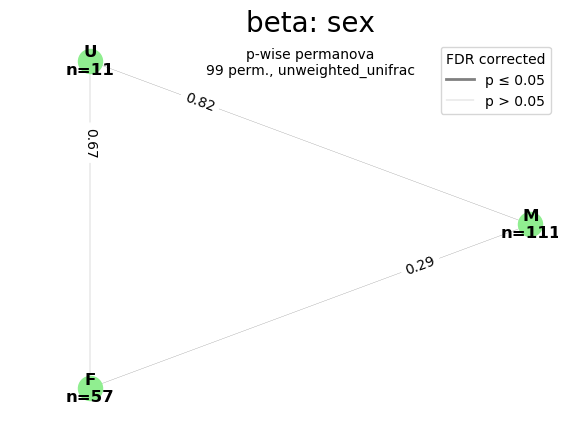 beta: sex
p-wise permanova
99 perm., unweighted_unifrac
FDR corrected
p ≤ 0.05
p > 0.05
U
n=11
0.82
0.67
M
n=111
0.29
F
n=57